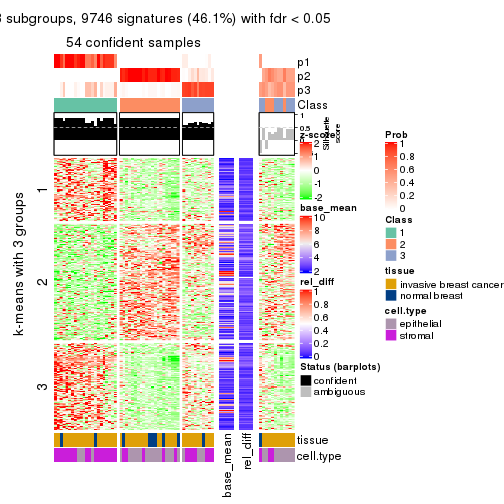 3 subgroups, 9746 signatures (46.1%) with fdr < 0.05
54 confident samples
p1
p2
p3
Class
1
0.5
0
Silhouette
score
k-means with 3 groups
1
2
3
z-score
2
1
0
-1
-2
base_mean
10
8
6
4
2
rel_diff
1
0.8
0.6
0.4
0.2
0
Status (barplots)
confident
ambiguous
Prob
1
0.8
0.6
0.4
0.2
0
Class
1
2
3
tissue
invasive breast cancer
normal breast
cell.type
epithelial
stromal
tissue
cell.type
base_mean
rel_diff